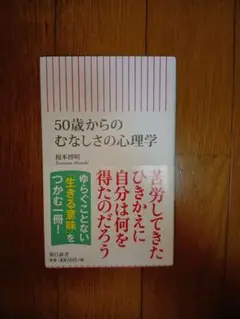 50歳からの
むなしさの心理学
榎本博明
Enomoto Hiroaki
苦労してきた
ひきかえに
自分は何を
得たのだろう
ゆらぐことない
「生きる意味」を
つかむ一冊!
朝日新書